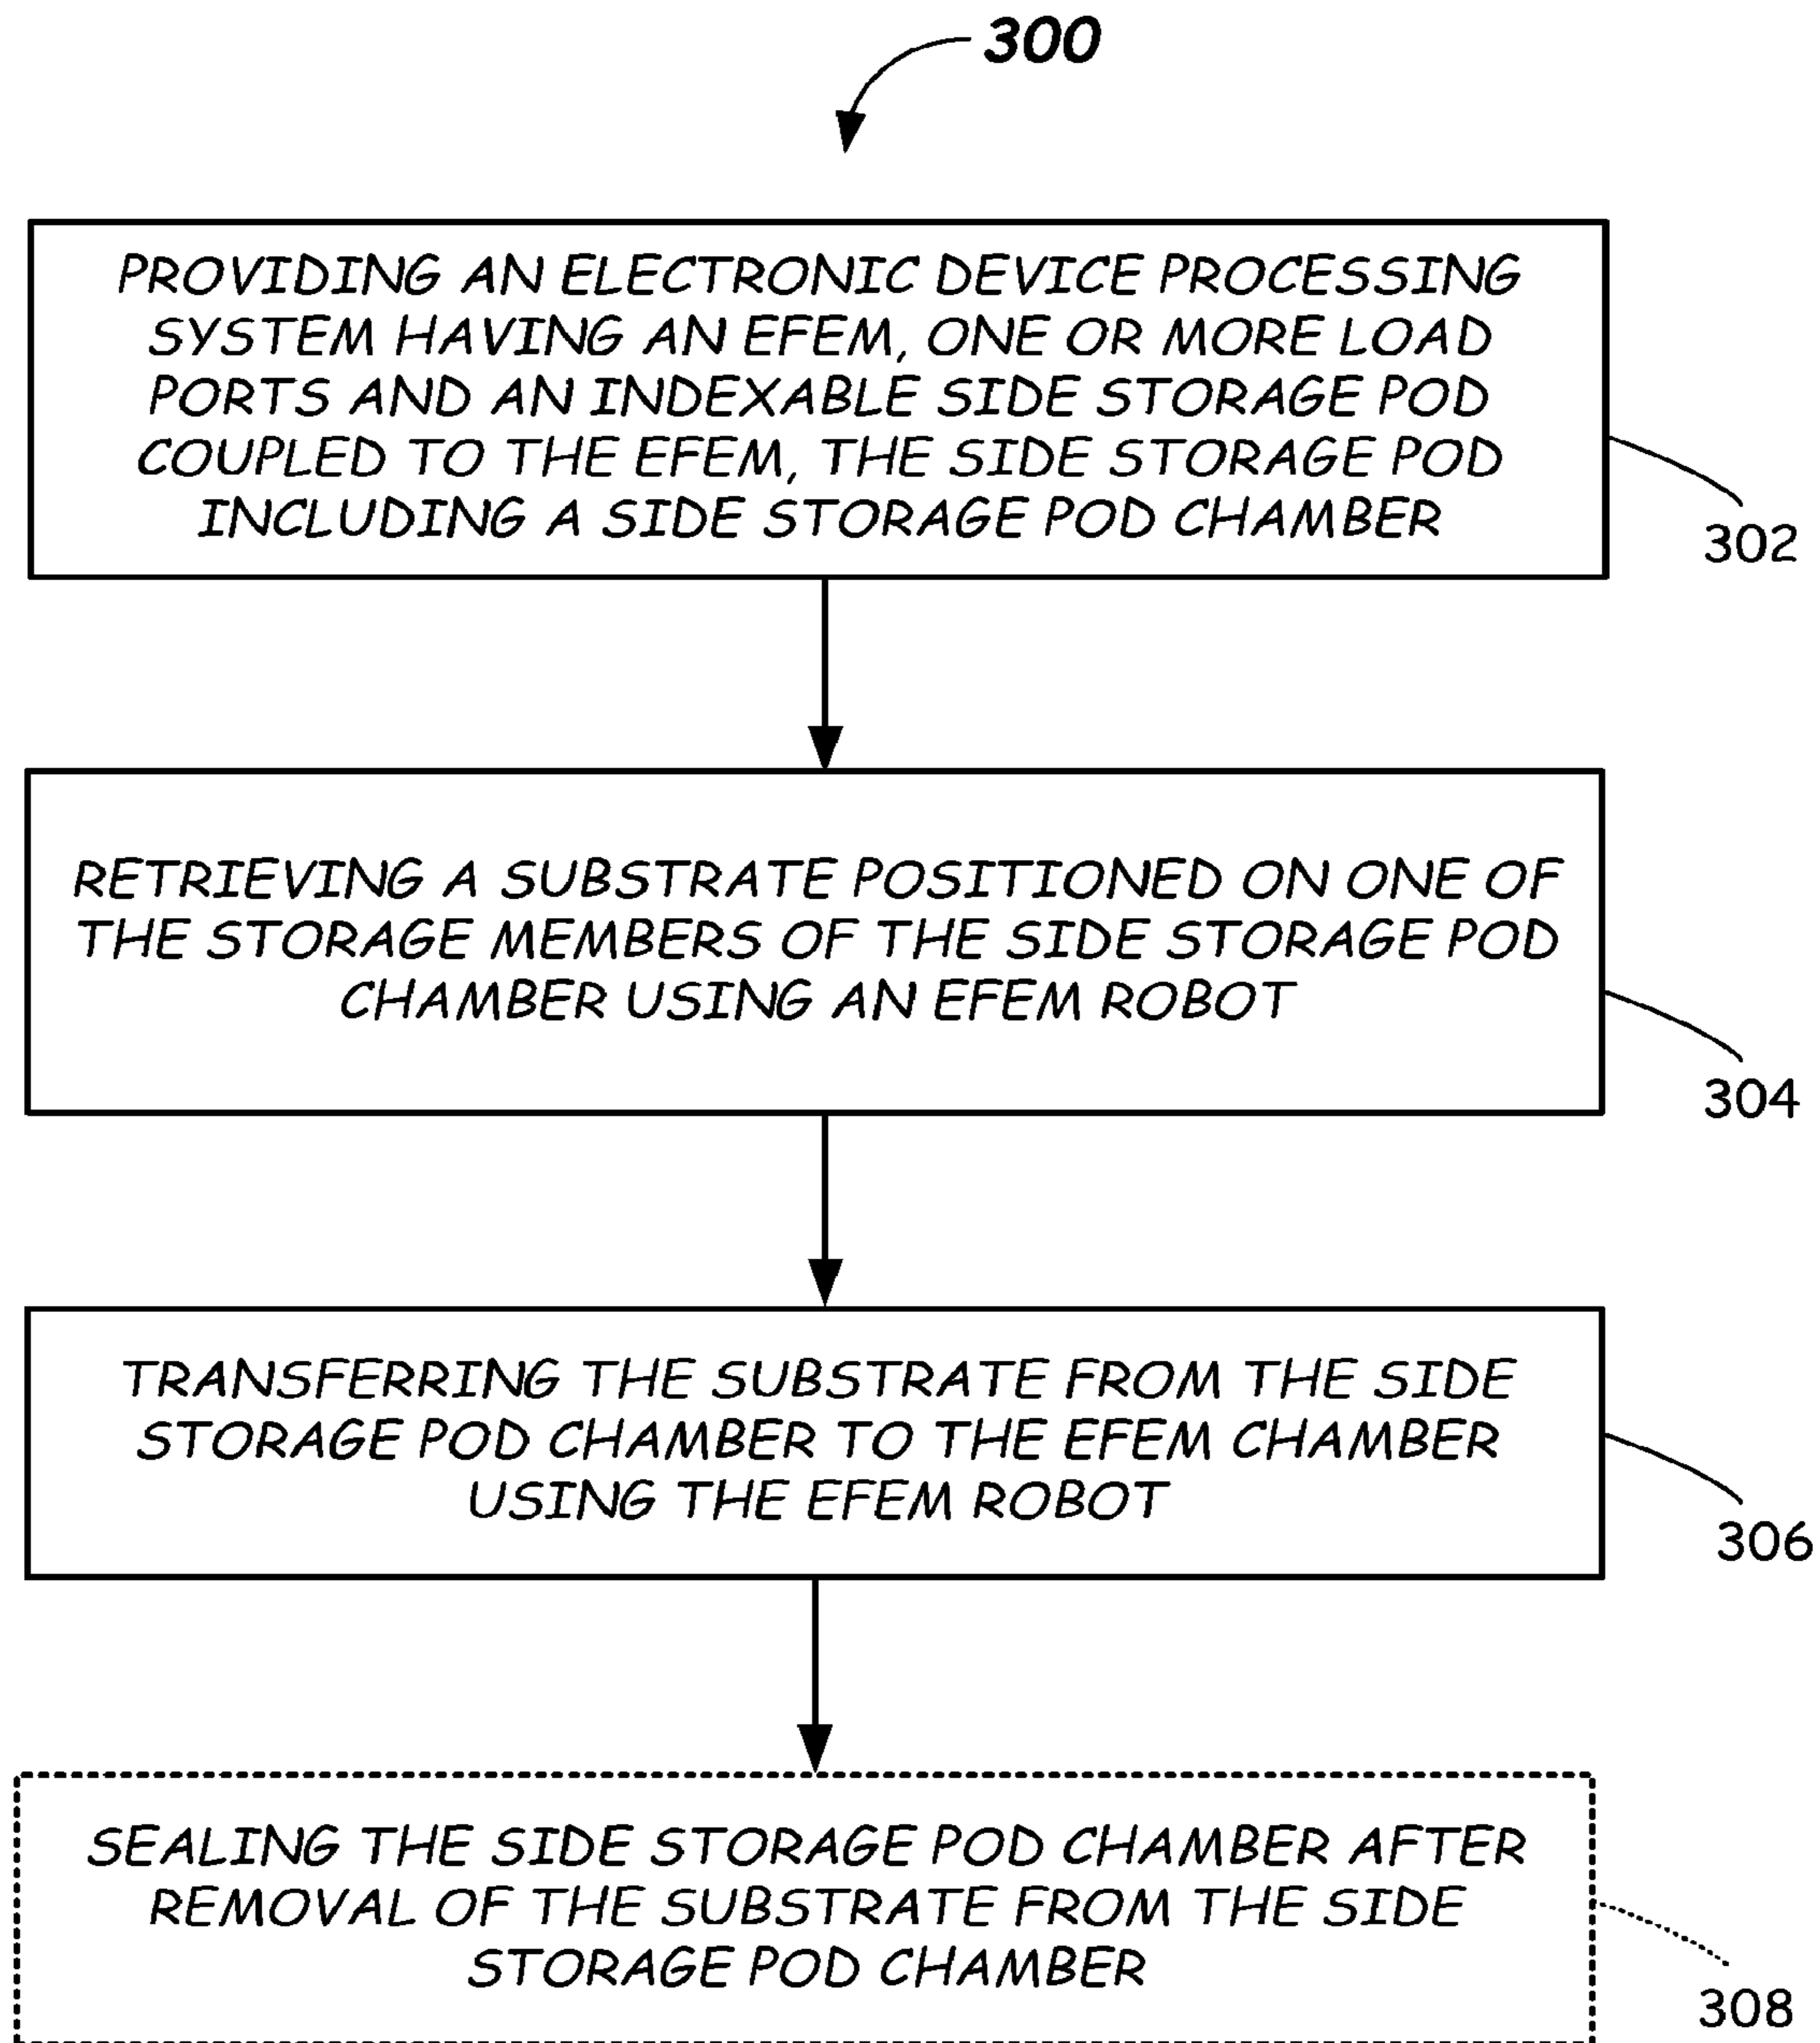 300
PROVIDING AN ELECTRONIC DEVICE PROCESSING
SYSTEM HAVING AN EFEM, ONE OR MORE LOAD
PORTS AND AN INDEXABLE SIDE STORAGE POD
COUPLED TO THE EFEM, THE SIDE STORAGE POD
INCLUDING A SIDE STORAGE POD CHAMBER
302
RETRIEVING A SUBSTRATE POSITIONED ON ONE OF
THE STORAGE MEMBERS OF THE SIDE STORAGE POD
CHAMBER USING AN EFEM ROBOT
304
TRANSFERRING THE SUBSTRATE FROM THE SIDE
STORAGE POD CHAMBER TO THE EFEM CHAMBER
USING THE EFEM ROBOT
306
SEALING THE SIDE STORAGE POD CHAMBER AFTER
REMOVAL OF THE SUBSTRATE FROM THE SIDE
STORAGE POD CHAMBER
308